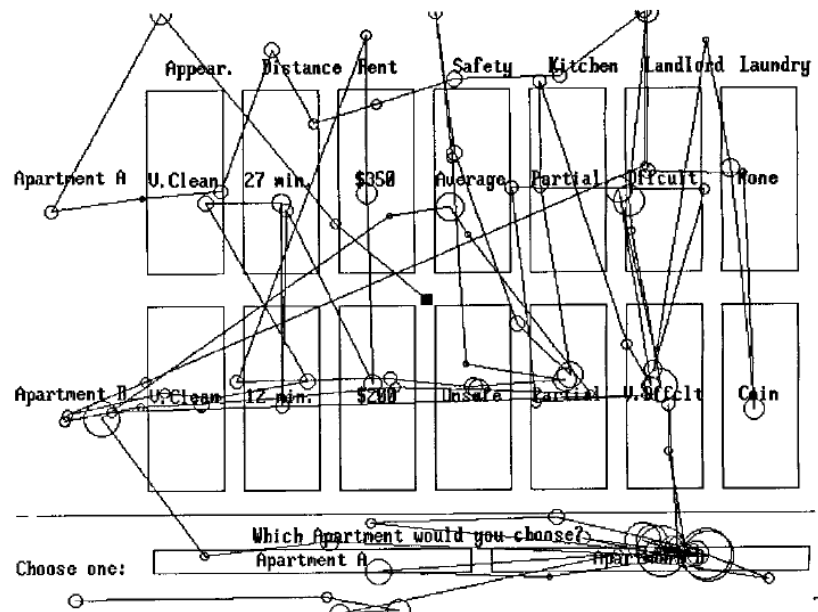 Appear. Distance Rent Safety Kitchen Landlord Laundry
Apartment A V.Clean 27 min. $350 Average Partial Dffcult None
Apartment B V.Clean 12 min. $200 Unsafe Partial V.Dffclt Coin
Which Apartment would you choose?
Choose one: Apartment A Apartment B